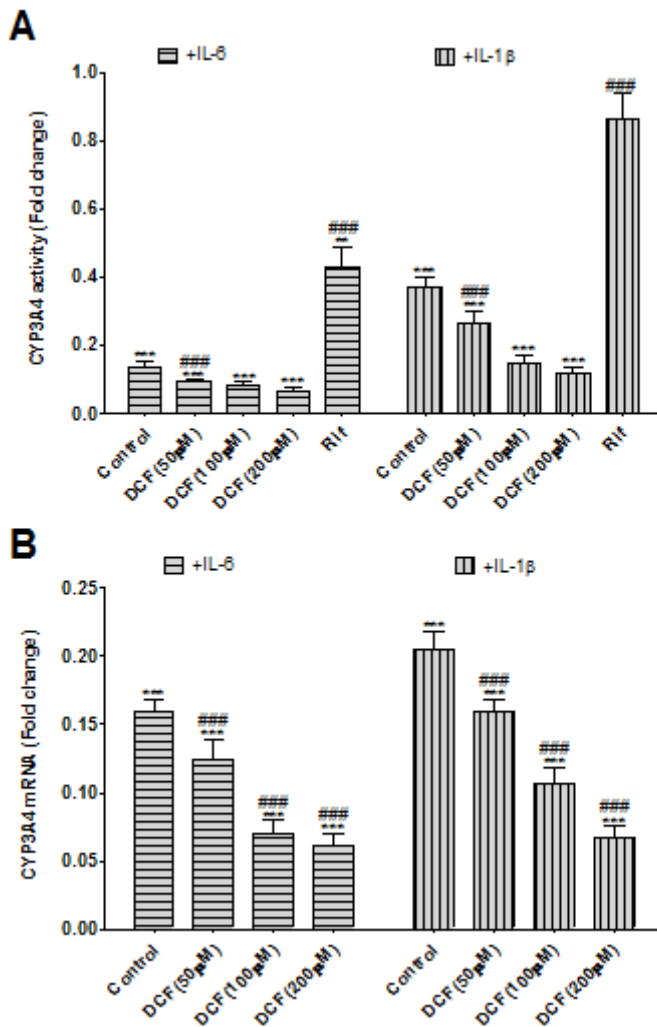 A
+IL-6
+IL-1β
CYP3A4 activity (Fold change)
1.0
0.8
0.6
0.4
0.2
0.0
***
###
***
***
***
###
**
***
###
***
***
***
###
Control
DCF(50μM)
DCF(100μM)
DCF(200μM)
Rif
Control
DCF(50μM)
DCF(100μM)
DCF(200μM)
Rif
B
+IL-6
+IL-1β
CYP3A4 mRNA (Fold change)
0.25
0.20
0.15
0.10
0.05
0.00
***
###
***
###
***
###
***
***
###
***
###
***
###
***
Control
DCF(50μM)
DCF(100μM)
DCF(200μM)
Control
DCF(50μM)
DCF(100μM)
DCF(200μM)